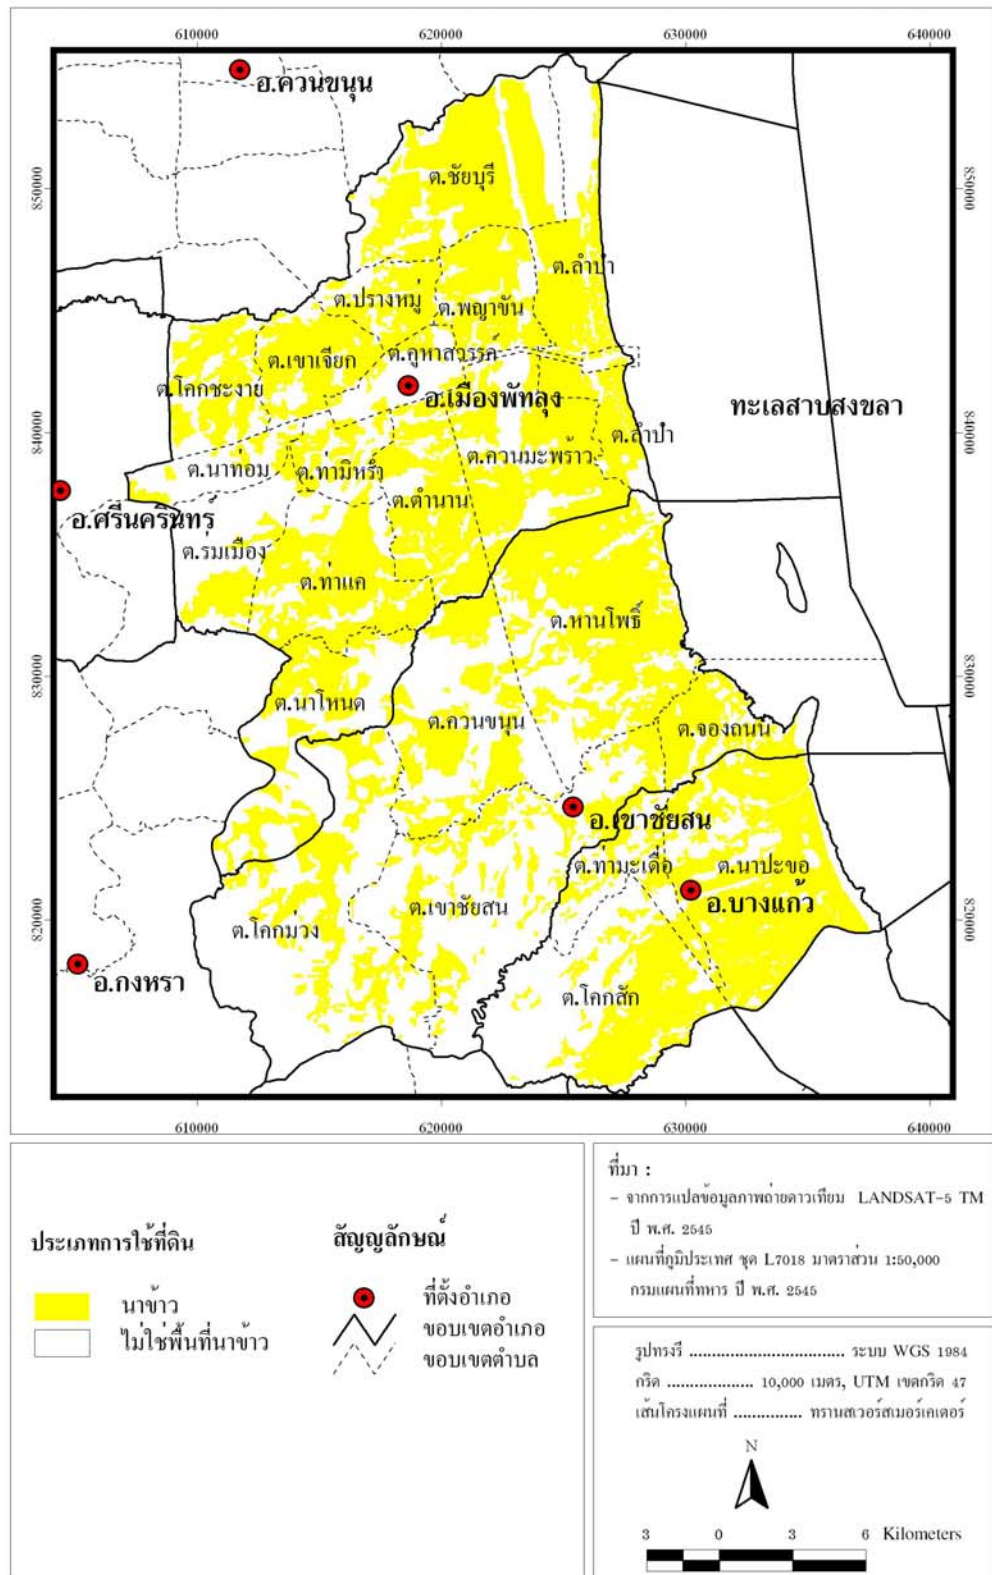 610000 620000 630000 640000
อ.ควนขนุน
850000
850000
ต.ชัยบุรี
ต.ลำปำ
ต.ปรางหมู่
ต.พญาขัน
ต.คูหาสวรรค์
ต.เขาเจียก
ต.โคกชะงาย
อ.เมืองพัทลุง
ทะเลสาบสงขลา
840000
840000
ต.ลำปำ
ต.ควนมะพร้าว
ต.นาท่อม
ต.ท่ามิหรำ
ต.ตำนาน
อ.ศรีนครินทร์
ต.ร่มเมือง
ต.ท่าแค
ต.หานโพธิ์
830000
830000
ต.นาโหนด
ต.ควนขนุน
ต.จองถนน
อ.เขาชัยสน
ต.ท่ามะเดื่อ
ต.นาปะขอ
อ.บางแก้ว
ต.เขาชัยสน
820000
820000
ต.โคกม่วง
อ.กงหรา
ต.โคกสัก
610000 620000 630000 640000
ประเภทการใช้ที่ดิน
นาข้าว
ไม่ใช่พื้นที่นาข้าว
สัญญลักษณ์
ที่ตั้งอำเภอ
ขอบเขตอำเภอ
ขอบเขตตำบล
ที่มา :
- จากการแปลข้อมูลภาพถ่ายดาวเทียม LANDSAT-5 TM
ปี พ.ศ. 2545
- แผนที่ภูมิประเทศ ชุด L7018 มาตราส่วน 1:50,000
กรมแผนที่ทหาร ปี พ.ศ. 2545
รูปทรงรี ................................ ระบบ WGS 1984
กริด .................. 10,000 เมตร, UTM เขตกริด 47
เส้นโครงแผนที่ .............. ทรานสเวอร์สเมอร์เคเตอร์
N
3 0 3 6 Kilometers